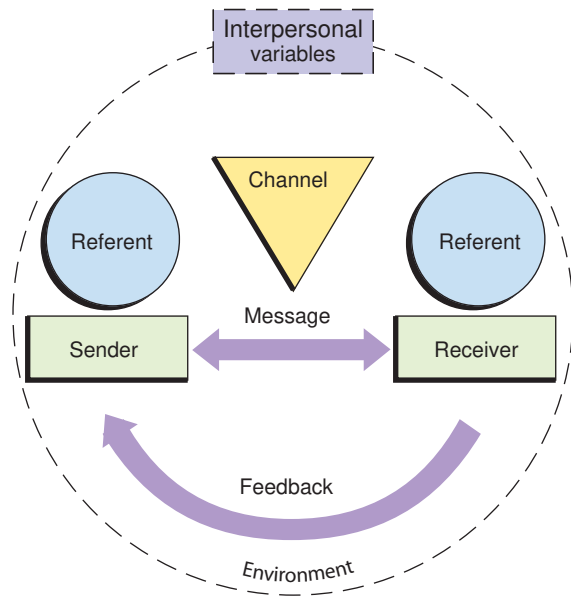 Interpersonal
variables
Channel
Referent
Referent
Message
Sender
Receiver
Feedback
Environment